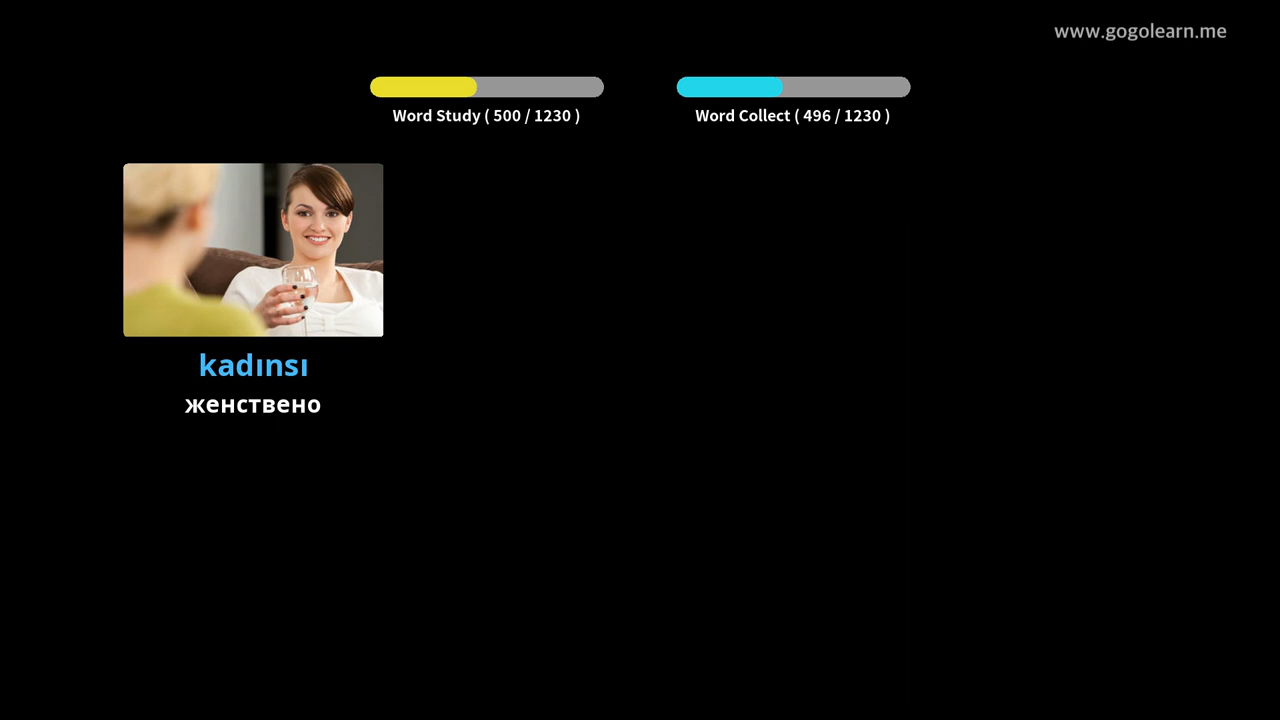 www.gogolearn.me
Word Study ( 500 / 1230 )
Word Collect ( 496 / 1230 )
kadınsı
женствено